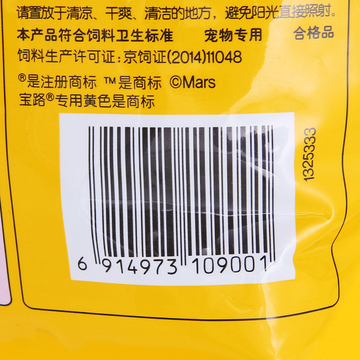 请置放于清凉、干爽、清洁的地方，避免阳光直接照射。
本产品符合饲料卫生标准 宠物专用 合格品
饲料生产许可证：京饲证(2014)11048
®是注册商标 ™是商标 ©Mars
宝路®专用黄色是商标
1325333
6 914973 109001